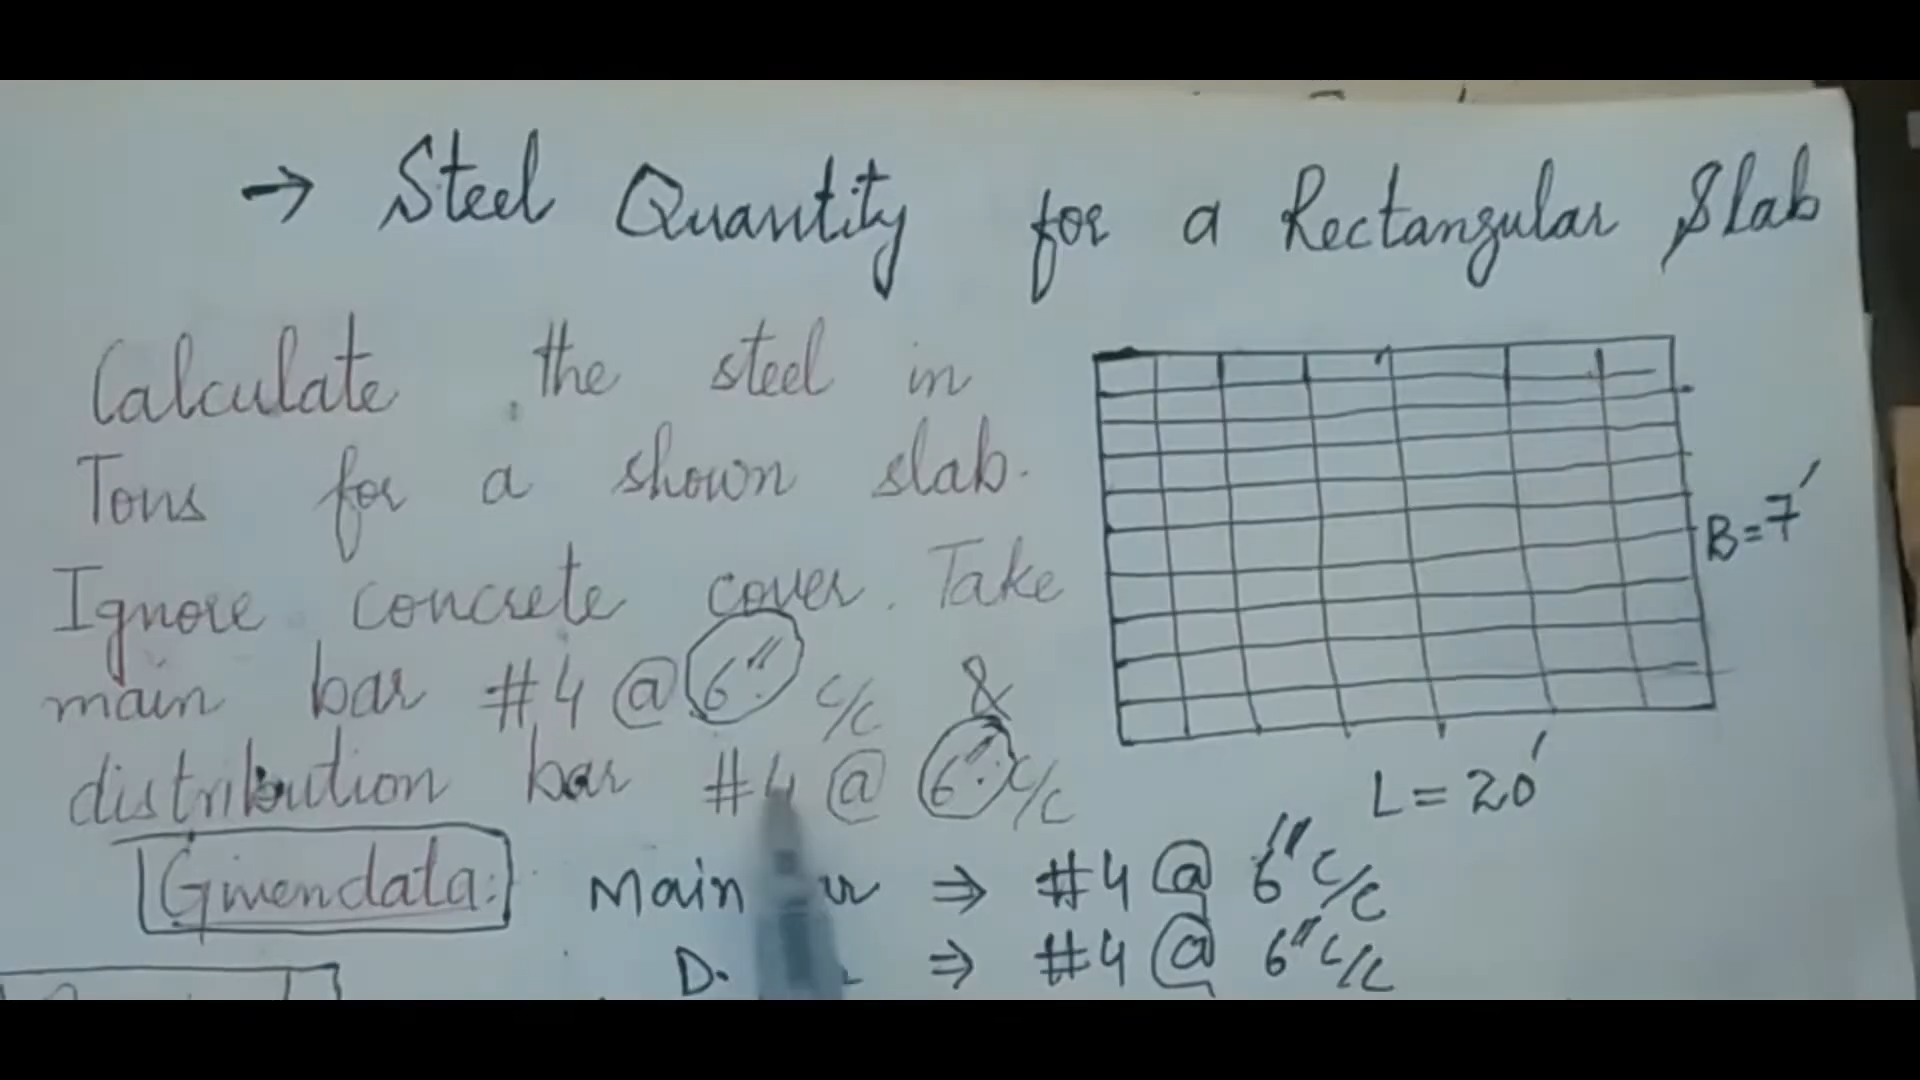 → Steel Quantity for a Rectangular Slab
Calculate the steel in
Tons for a shown slab.
Ignore concrete cover. Take
main bar #4 @ 6" c/c &
distribution bar #4 @ 6" c/c
B = 7'
L = 20'
Givendata:
Main ⇒ #4 @ 6" c/c
D. ⇒ #4 @ 6" c/c